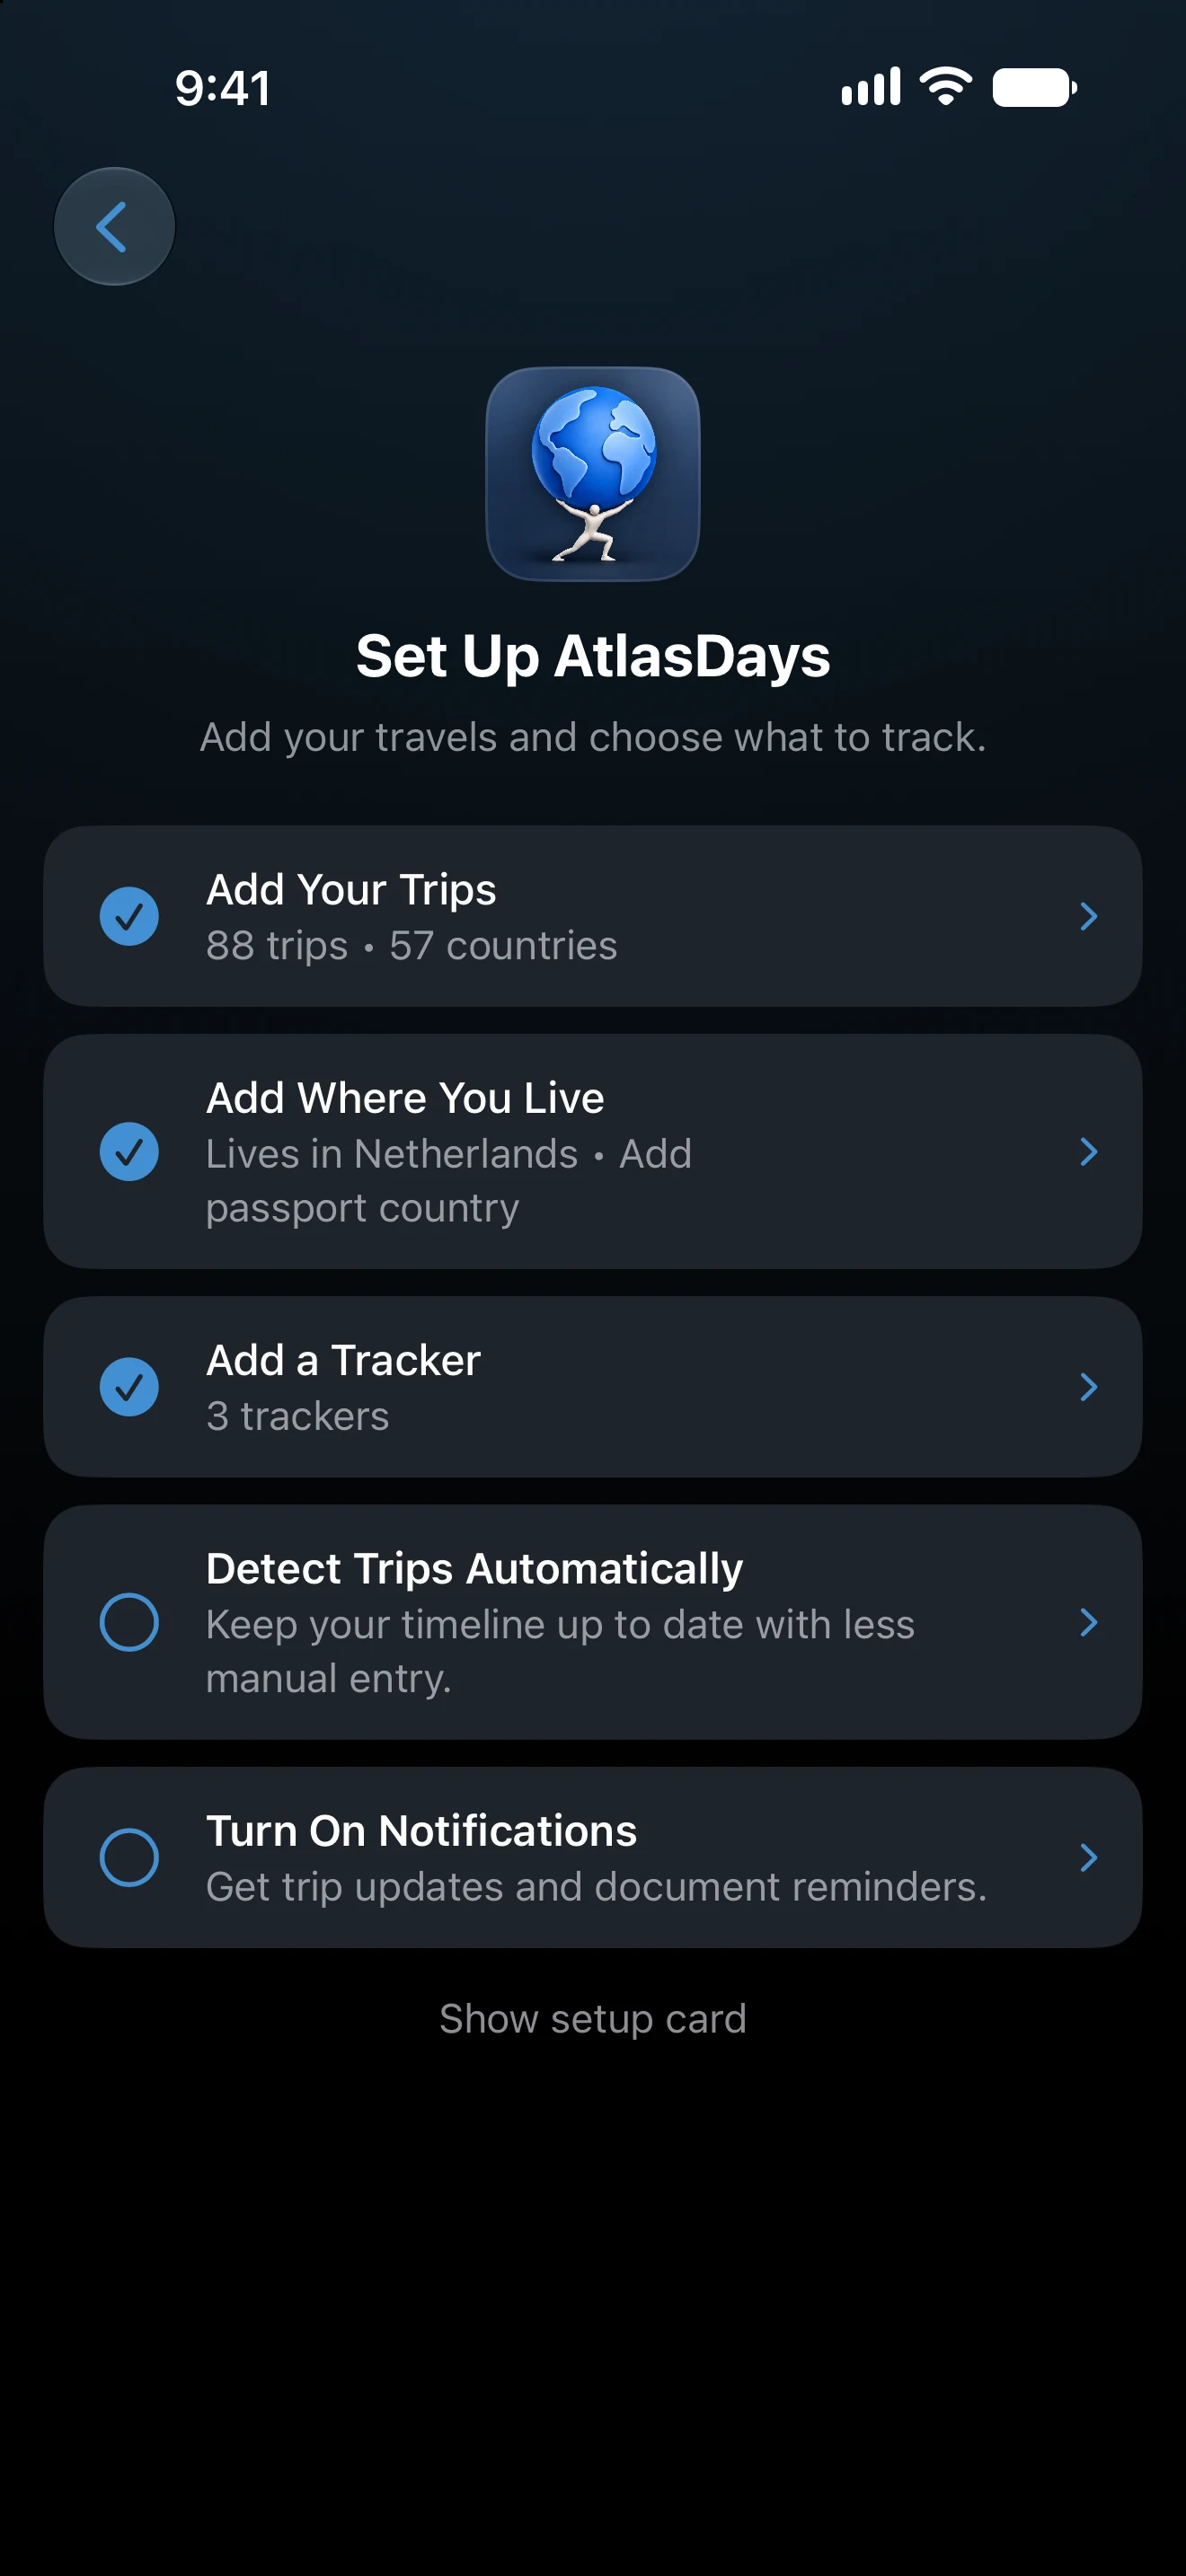 9:41
Set Up AtlasDays
Add your travels and choose what to track.
Add Your Trips
88 trips • 57 countries
Add Where You Live
Lives in Netherlands • Add
passport country
Add a Tracker
3 trackers
Detect Trips Automatically
Keep your timeline up to date with less
manual entry.
Turn On Notifications
Get trip updates and document reminders.
Show setup card